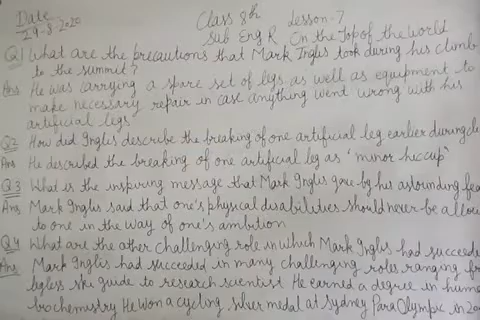 Date
29-8-2020
Class 8th Lesson-7
Sub Eng R On the Top of the World
Q1 What are the precautions that Mark Inglis took during his climb
to the summit?
Ans He was carrying a spare set of legs as well as equipment to
make necessary repair in case anything went wrong with his
artificial legs.
Q2 How did Inglis describe the breaking of one artificial leg earlier during
Ans He described the breaking of one artificial leg as "minor hiccup"
Q3 What is the inspiring message that Mark Inglis gave by his astounding
Ans Mark Inglis said that one's physical disabilities should never be
to one in the way of one's ambition
Q4 What are the other challenging role in which Mark Inglis had
Ans Mark Inglis had succeeded in many challenging roles, ranging
legless ski guide to research scientist He earned a degree in
biochemistry He Won a cycling silver medal at Sydney Para Olympic in